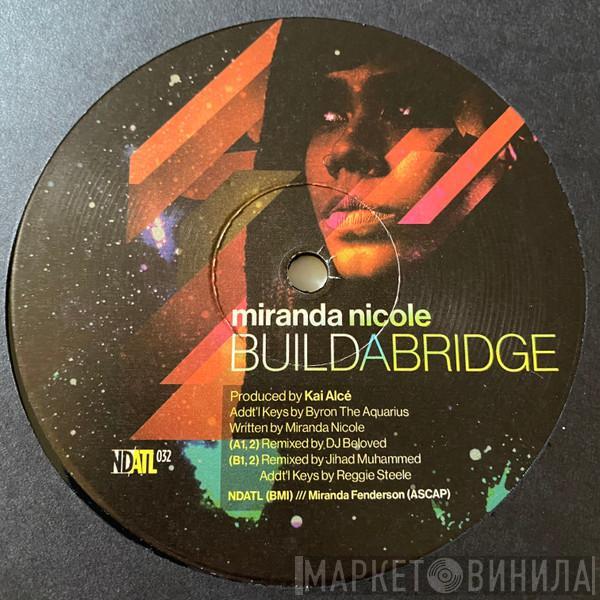 miranda nicole
BUILDABRIDGE
Produced by Kai Alcé
Addt'l Keys by Byron The Aquarius
Written by Miranda Nicole
(A1, 2) Remixed by DJ Beloved
(B1, 2) Remixed by Jihad Muhammed
Addt'l Keys by Reggie Steele
NDATL (BMI) /// Miranda Fenderson (ASCAP)
NDATL 032
МАРКЕТ ВИНИЛА